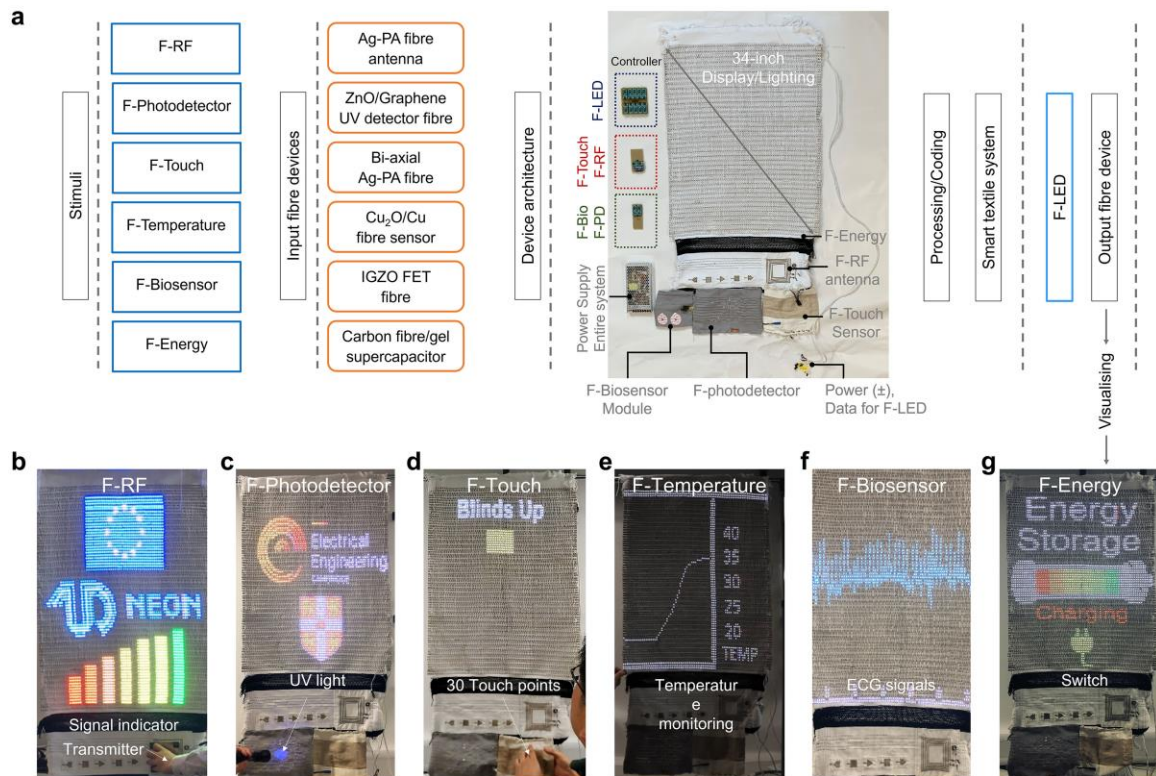 a
Stimuli
F-RF
F-Photodetector
F-Touch
F-Temperature
F-Biosensor
F-Energy
Input fibre devices
Ag-PA fibre
antenna
ZnO/Graphene
UV detector fibre
Bi-axial
Ag-PA fibre
Cu₂O/Cu
fibre sensor
IGZO FET
fibre
Carbon fibre/gel
supercapacitor
Device architecture
Controller
F-LED
F-Touch
F-RF
F-Bio
F-PD
Power Supply
Entire system
34-inch
Display/Lighting
F-Energy
F-RF
antenna
F-Touch
Sensor
F-Biosensor
Module
F-photodetector
Power (±),
Data for F-LED
Processing/Coding
Smart textile system
F-LED
Output fibre device
Visualising
b
F-RF
1D NEON
Signal indicator
Transmitter
c
F-Photodetector
Electrical
Engineering
UV light
d
F-Touch
Blinds Up
30 Touch points
e
F-Temperature
40
35
30
25
20
TEMP
Temperatur
e
monitoring
f
F-Biosensor
ECG signals
g
F-Energy
Energy
Storage
Charging
Switch